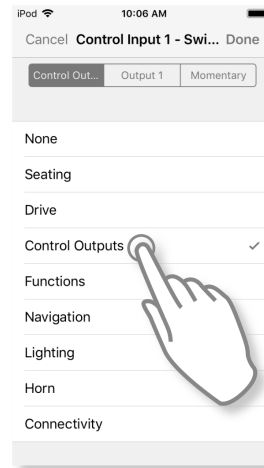 iPod 10:06 AM
Cancel Control Input 1 - Swi... Done
Control Out... Output 1 Momentary
None
Seating
Drive
Control Outputs
Functions
Navigation
Lighting
Horn
Connectivity